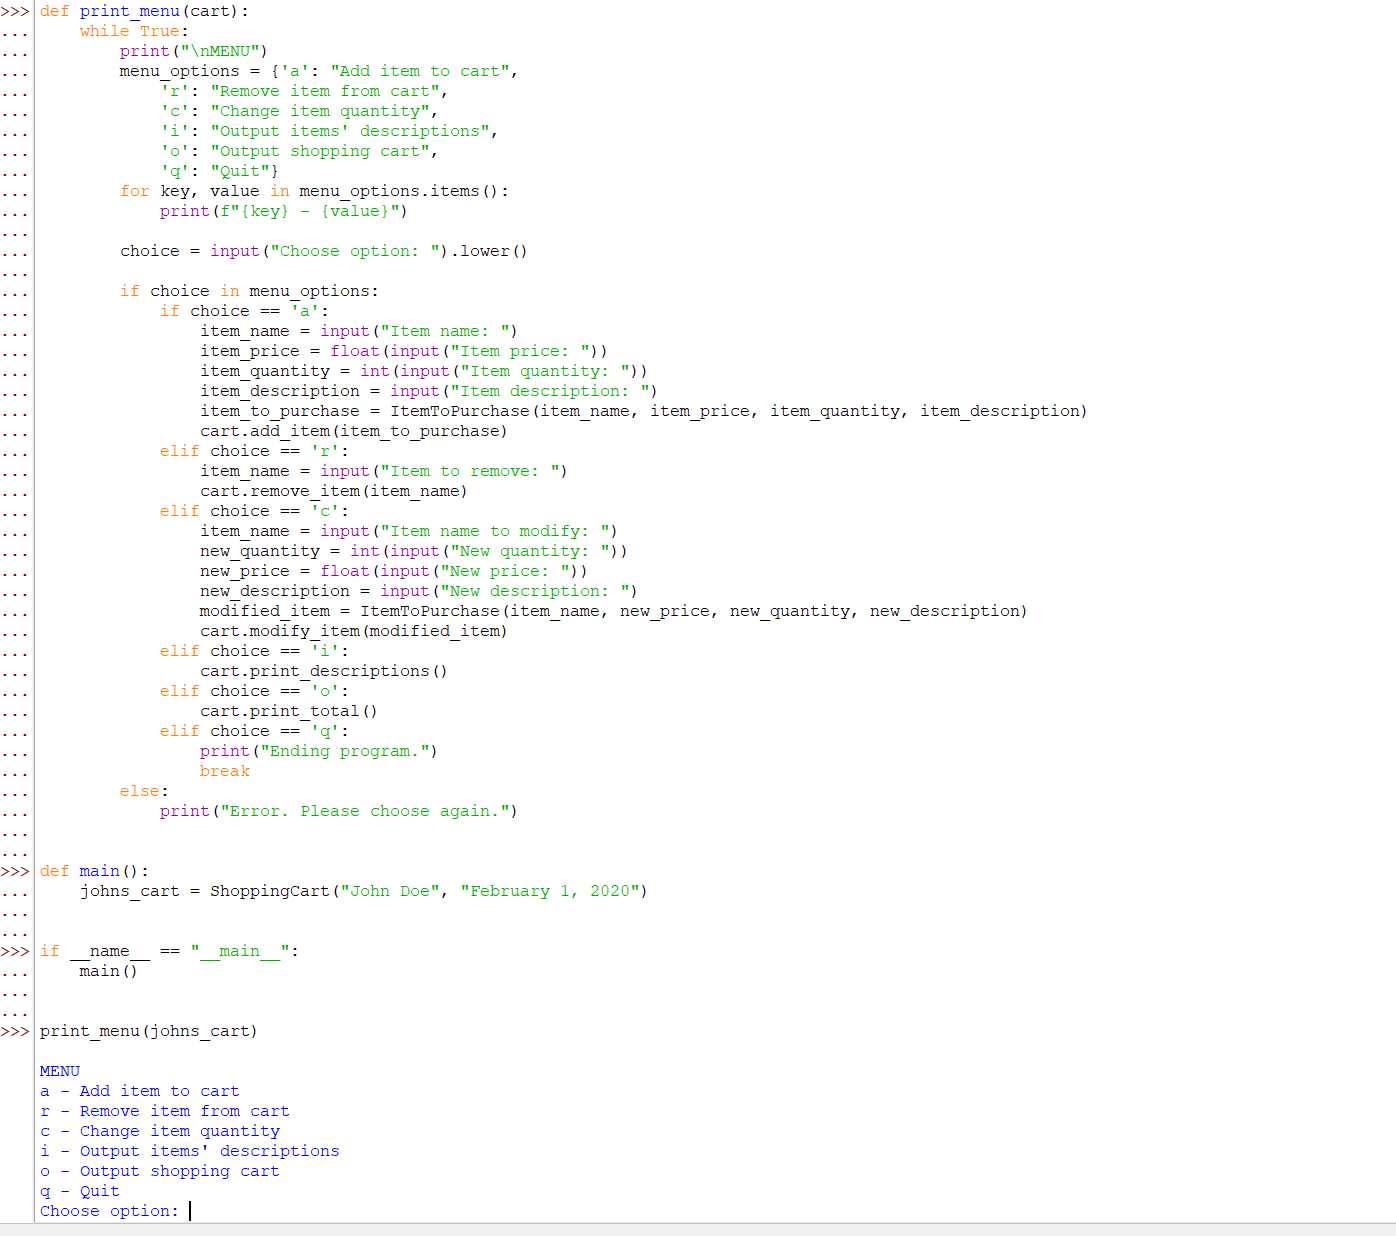 >>> def print_menu(cart):
...     while True:
...         print("\nMENU")
...         menu_options = {'a': "Add item to cart",
...             'r': "Remove item from cart",
...             'c': "Change item quantity",
...             'i': "Output items' descriptions",
...             'o': "Output shopping cart",
...             'q': "Quit"}
...         for key, value in menu_options.items():
...             print(f"{key} - {value}")
...
...         choice = input("Choose option: ").lower()
...
...         if choice in menu_options:
...             if choice == 'a':
...                 item_name = input("Item name: ")
...                 item_price = float(input("Item price: "))
...                 item_quantity = int(input("Item quantity: "))
...                 item_description = input("Item description: ")
...                 item_to_purchase = ItemToPurchase(item_name, item_price, item_quantity, item_description)
...                 cart.add_item(item_to_purchase)
...             elif choice == 'r':
...                 item_name = input("Item to remove: ")
...                 cart.remove_item(item_name)
...             elif choice == 'c':
...                 item_name = input("Item name to modify: ")
...                 new_quantity = int(input("New quantity: "))
...                 new_price = float(input("New price: "))
...                 new_description = input("New description: ")
...                 modified_item = ItemToPurchase(item_name, new_price, new_quantity, new_description)
...                 cart.modify_item(modified_item)
...             elif choice == 'i':
...                 cart.print_descriptions()
...             elif choice == 'o':
...                 cart.print_total()
...             elif choice == 'q':
...                 print("Ending program.")
...                 break
...         else:
...             print("Error. Please choose again.")
...
...
>>> def main():
...     johns_cart = ShoppingCart("John Doe", "February 1, 2020")
...
...
>>> if __name__ == "__main__":
...     main()
...
...
>>> print_menu(johns_cart)
MENU
a - Add item to cart
r - Remove item from cart
c - Change item quantity
i - Output items' descriptions
o - Output shopping cart
q - Quit
Choose option: